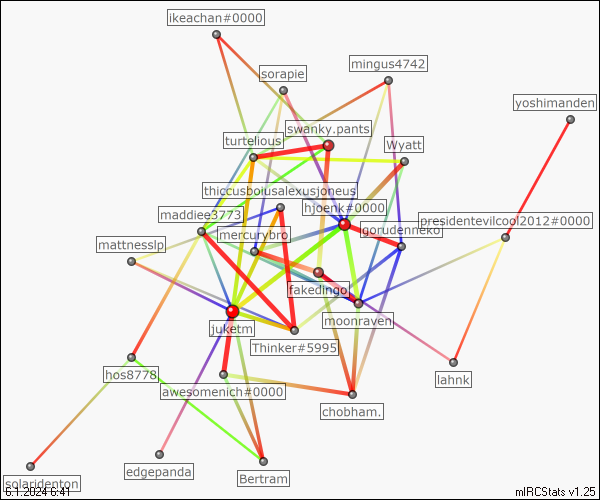 ikeachan#0000
sorapie
mingus4742
yoshimanden
swanky.pants
turtelious
Wyatt
thiccusboiusalexusjoneus
hjoenk#0000
maddiee3773
presidentevilcool2012#0000
gorudenneko
mercurybro
mattnesslp
fakedingo
moonraven
juketm
Thinker#5995
hos8778
lahnk
awesomenich#0000
chobham.
edgepanda
Bertram
solaridenton
6.1.2024 6:41
mIRCStats v1.25